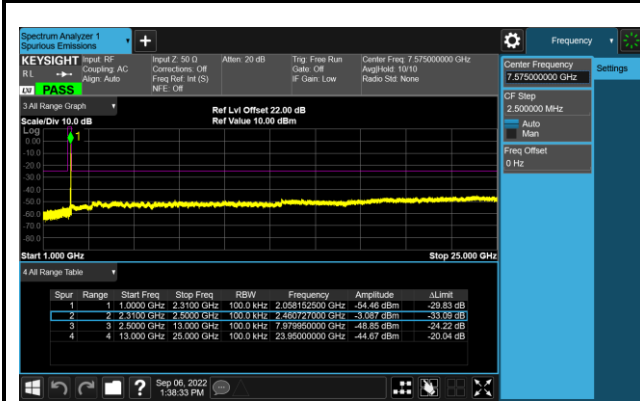 Spectrum Analyzer 1
Spurious Emissions
Frequency
KEYSIGHT Input: RF Input Z: 50 Ω Atten: 20 dB Trig: Free Run Center Freq: 7.575000000 GHz
RL Coupling: AC Corrections: Off Gate: Off Avg|Hold: 10/10
Align: Auto Freq Ref: Int (S) IF Gain: Low Radio Std: None
LXI PASS NFE: Off
Center Frequency
7.575000000 GHz
Settings
CF Step
2.500000 MHz
Auto
Man
Freq Offset
0 Hz
3 All Range Graph
Scale/Div 10.0 dB
Ref Lvl Offset 22.00 dB
Ref Value 10.00 dBm
Log
1
0.00
-10.0
-20.0
-30.0
-40.0
-50.0
-60.0
-70.0
-80.0
Start 1.000 GHz Stop 25.000 GHz
4 All Range Table
Spur Range Start Freq Stop Freq RBW Frequency Amplitude ΔLimit
1 1 1.0000 GHz 2.3100 GHz 100.0 kHz 2.058152500 GHz -54.46 dBm -29.83 dB
2 2 2.3100 GHz 2.5000 GHz 100.0 kHz 2.460727000 GHz -3.087 dBm -33.09 dB
3 3 2.5000 GHz 13.000 GHz 100.0 kHz 7.979950000 GHz -48.85 dBm -24.22 dB
4 4 13.000 GHz 25.000 GHz 100.0 kHz 23.95000000 GHz -44.67 dBm -20.04 dB
? Sep 06, 2022
1:38:33 PM